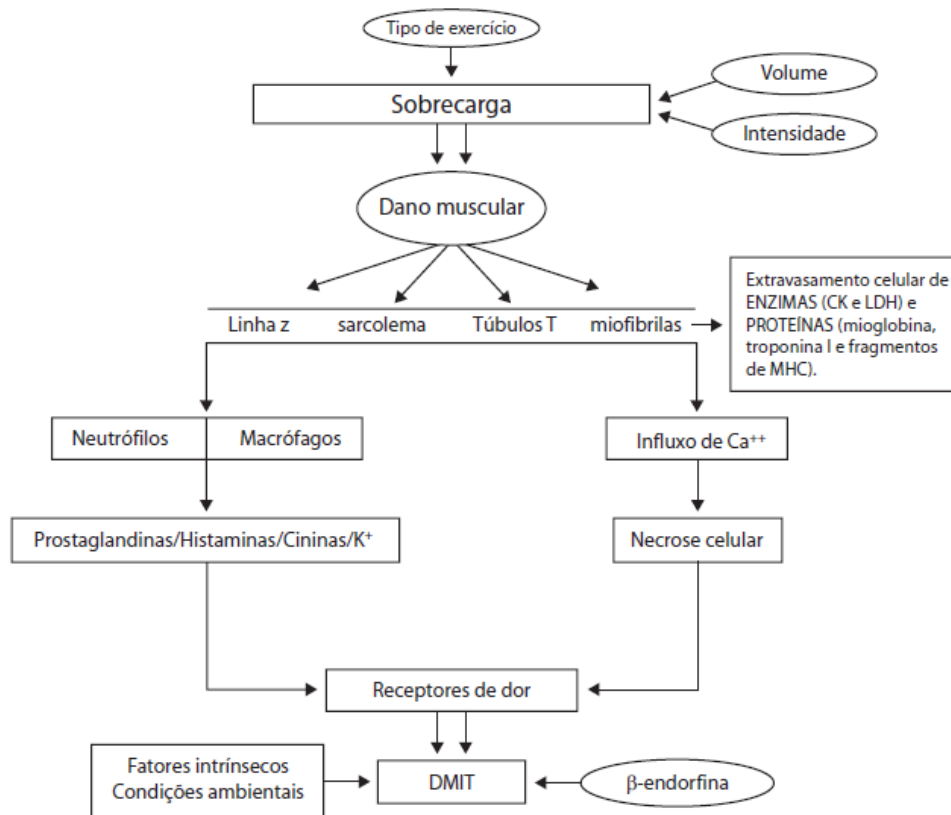 Tipo de exercício
Sobrecarga
Volume
Intensidade
Dano muscular
Linha z
sarcolema
Túbulos T
miofibrilas
Extravasamento celular de
ENZIMAS (CK e LDH) e
PROTEÍNAS (mioglobina,
troponina I e fragmentos
de MHC).
Neutrófilos
Macrófagos
Influxo de Ca⁺⁺
Prostaglandinas/Histaminas/Cininas/K⁺
Necrose celular
Receptores de dor
Fatores intrínsecos
Condições ambientais
DMIT
β-endorfina